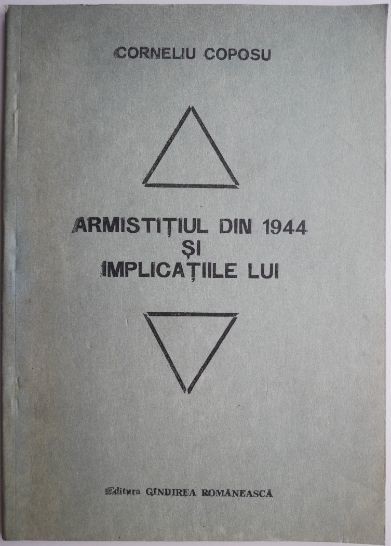 CORNELIU COPOSU
ARMISTIȚIUL DIN 1944
ȘI
IMPLICAȚIILE LUI
Editura GÎNDIREA ROMÂNEASCĂ